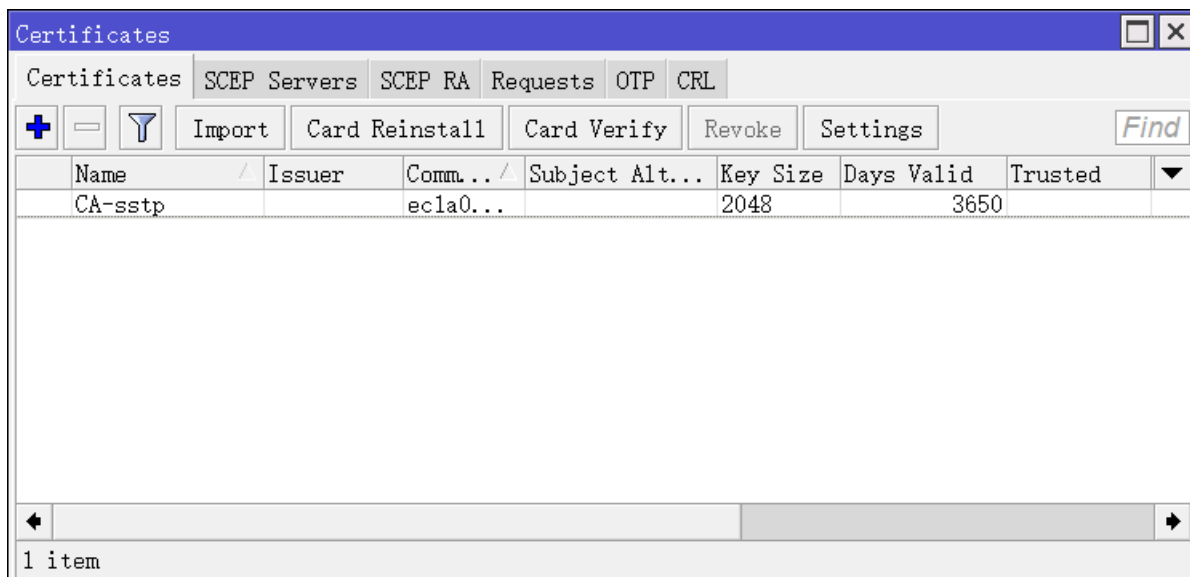 Certificates
Certificates SCEP Servers SCEP RA Requests OTP CRL
Import Card Reinstall Card Verify Revoke Settings Find
Name Issuer Comm... Subject Alt... Key Size Days Valid Trusted
CA-sstp ec1a0... 2048 3650
1 item